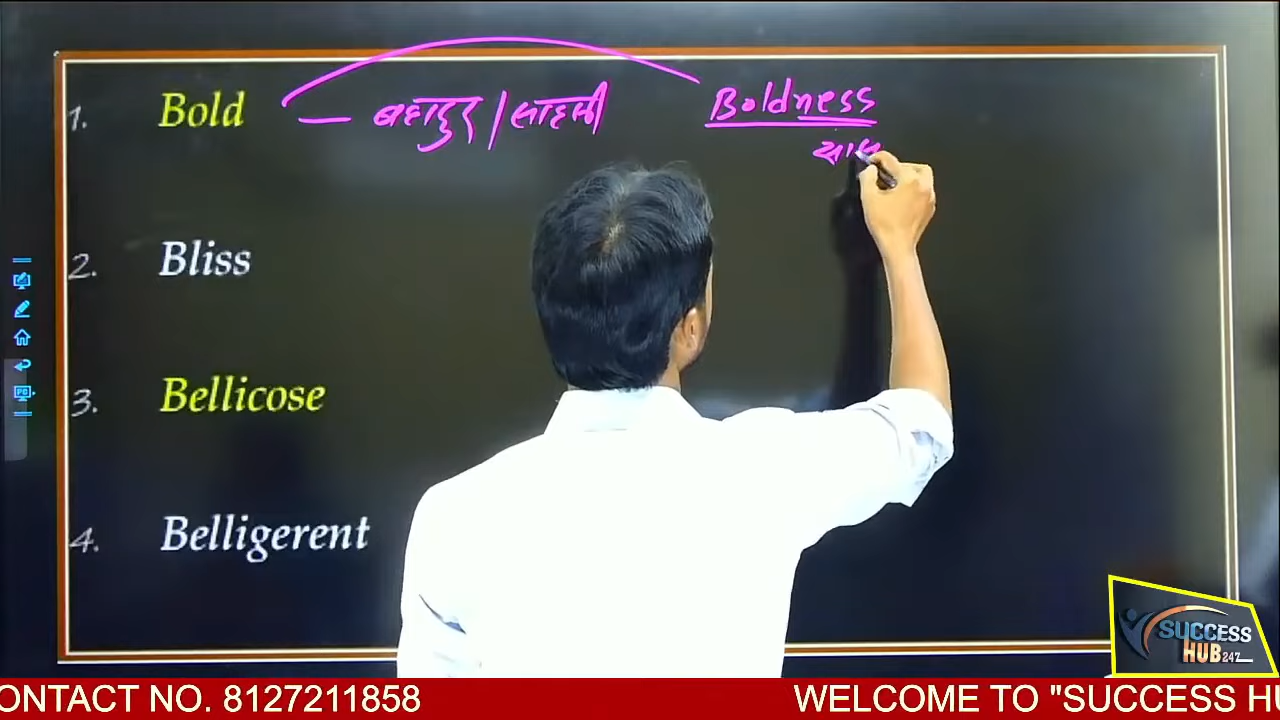 1. Bold — बहादुर/साहसी Boldness
2. Bliss
3. Bellicose
4. Belligerent
SUCCESS
HUB 247
ONTACT NO. 8127211858 WELCOME TO "SUCCESS HU